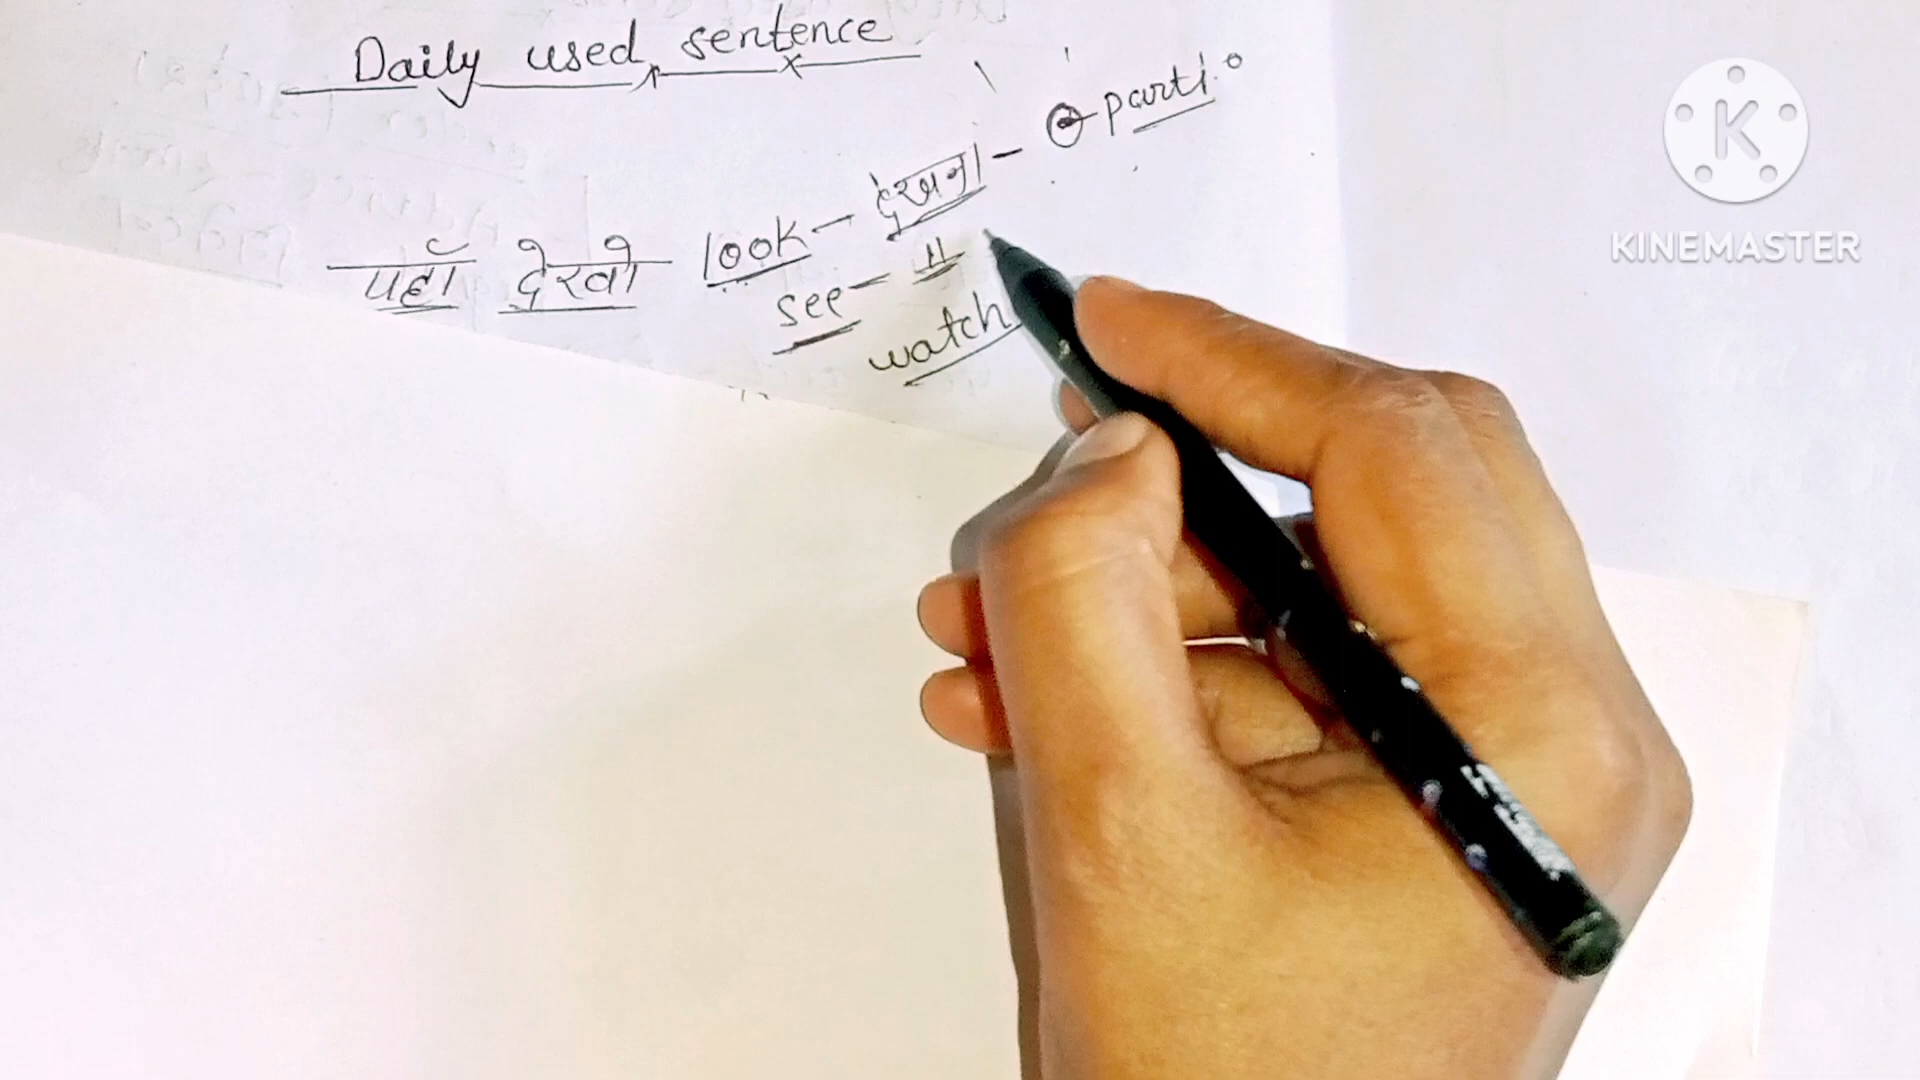 Daily used sentence
यहाँ देखो look - देखना - parti.
see - "
watch
K
KINEMASTER